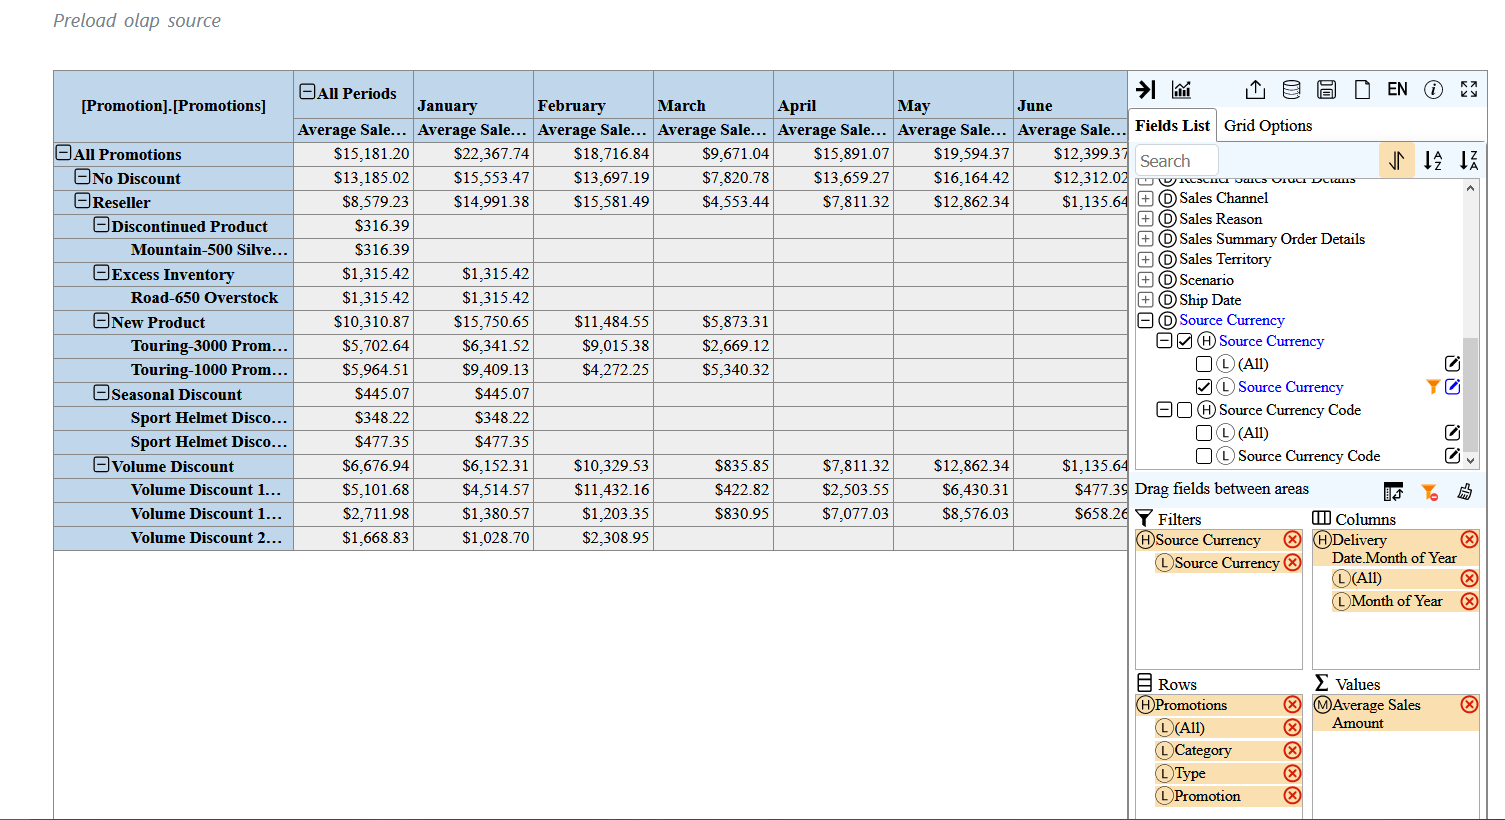 Preload olap source
[Promotion].[Promotions] All Periods January February March April May June
Average Sale... Average Sale... Average Sale... Average Sale... Average Sale... Average Sale... Average Sale...
All Promotions $15,181.20 $22,367.74 $18,716.84 $9,671.04 $15,891.07 $19,594.37 $12,399.37
No Discount $13,185.02 $15,553.47 $13,697.19 $7,820.78 $13,659.27 $16,164.42 $12,312.02
Reseller $8,579.23 $14,991.38 $15,581.49 $4,553.44 $7,811.32 $12,862.34 $1,135.64
Discontinued Product $316.39
Mountain-500 Silve... $316.39
Excess Inventory $1,315.42 $1,315.42
Road-650 Overstock $1,315.42 $1,315.42
New Product $10,310.87 $15,750.65 $11,484.55 $5,873.31
Touring-3000 Prom... $5,702.64 $6,341.52 $9,015.38 $2,669.12
Touring-1000 Prom... $5,964.51 $9,409.13 $4,272.25 $5,340.32
Seasonal Discount $445.07 $445.07
Sport Helmet Disco... $348.22 $348.22
Sport Helmet Disco... $477.35 $477.35
Volume Discount $6,676.94 $6,152.31 $10,329.53 $835.85 $7,811.32 $12,862.34 $1,135.64
Volume Discount 1... $5,101.68 $4,514.57 $11,432.16 $422.82 $2,503.55 $6,430.31 $477.39
Volume Discount 1... $2,711.98 $1,380.57 $1,203.35 $830.95 $7,077.03 $8,576.03 $658.26
Volume Discount 2... $1,668.83 $1,028.70 $2,308.95
EN
Fields List Grid Options
Search
D Reseller Sales Order Details
D Sales Channel
D Sales Reason
D Sales Summary Order Details
D Sales Territory
D Scenario
D Ship Date
D Source Currency
H Source Currency
L (All)
L Source Currency
H Source Currency Code
L (All)
L Source Currency Code
Drag fields between areas
Filters
H Source Currency
L Source Currency
Columns
H Delivery
Date.Month of Year
L (All)
L Month of Year
Rows
H Promotions
L (All)
L Category
L Type
L Promotion
Values
M Average Sales
Amount